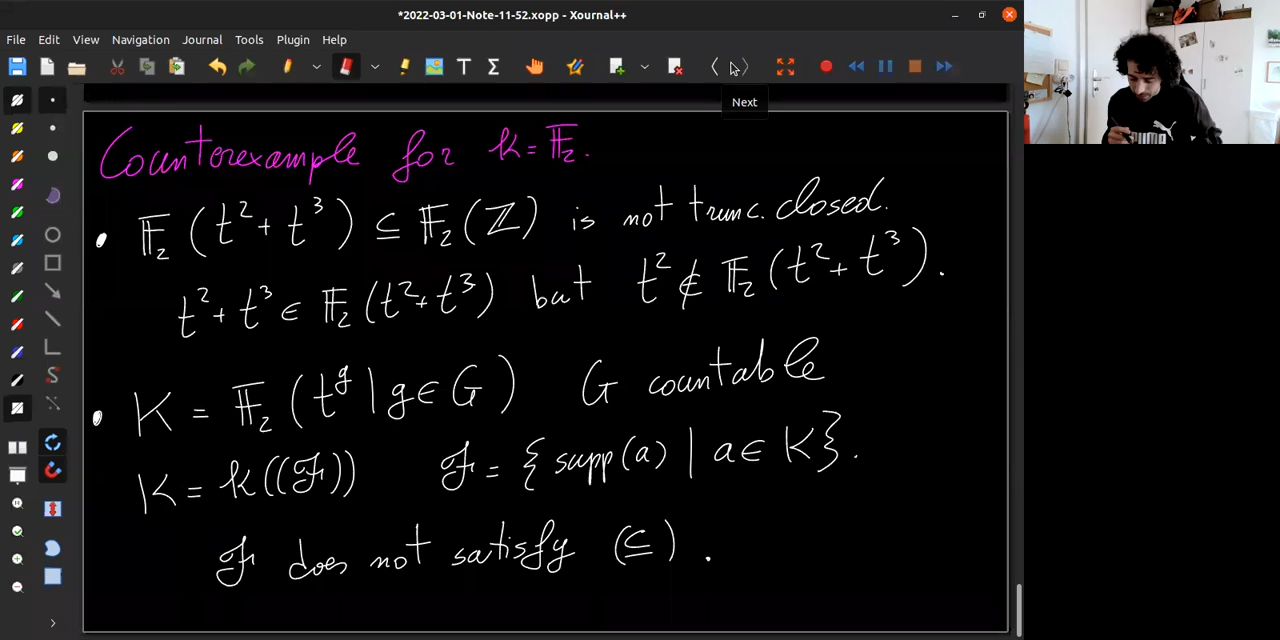 *2022-03-01-Note-11-52.xopp - Xournal++
File Edit View Navigation Journal Tools Plugin Help
Next
Counterexample for k = 𝔽₂.
• 𝔽₂(t² + t³) ⊆ 𝔽₂(ℤ) is not trunc. closed.
t² + t³ ∈ 𝔽₂(t² + t³) but t² ∉ 𝔽₂(t² + t³).
• K = 𝔽₂(t^g | g ∈ G) G countable
K = k((ℱ)) ℱ = {supp(a) | a ∈ K}.
ℱ does not satisfy (⊆).